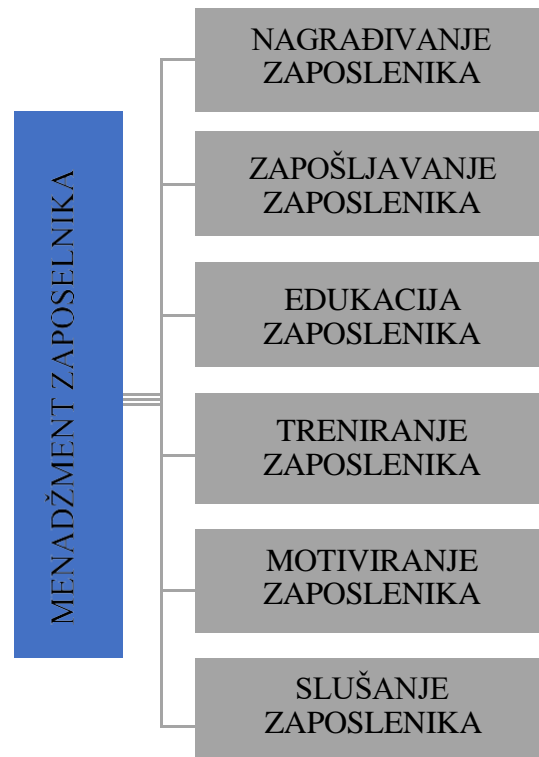 MENADŽMENT ZAPOSELNIKA
NAGRAĐIVANJE
ZAPOSLENIKA
ZAPOŠLJAVANJE
ZAPOSLENIKA
EDUKACIJA
ZAPOSLENIKA
TRENIRANJE
ZAPOSLENIKA
MOTIVIRANJE
ZAPOSLENIKA
SLUŠANJE
ZAPOSLENIKA